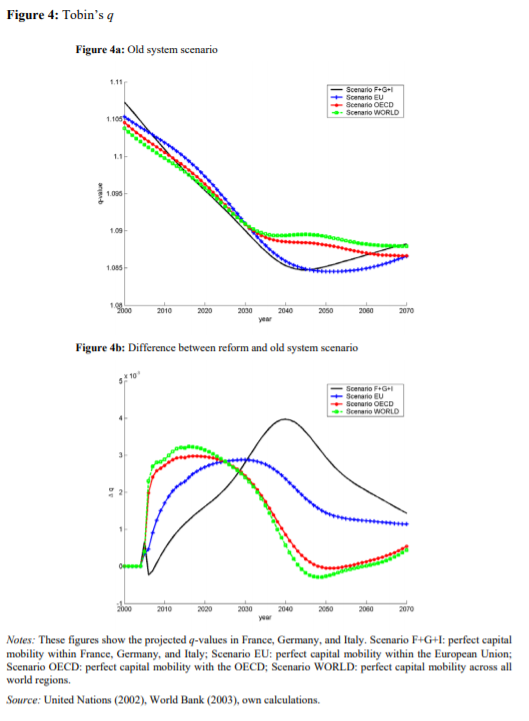 Figure 4: Tobin's q
Figure 4a: Old system scenario
1.11
1.105
1.1
1.095
1.09
1.085
1.08
q-value
Scenario F+G+I
Scenario EU
Scenario OECD
Scenario WORLD
2000 2010 2020 2030 2040 2050 2060 2070
year
Figure 4b: Difference between reform and old system scenario
5
4
3
2
1
0
-1
Δ q
Scenario F+G+I
Scenario EU
Scenario OECD
Scenario WORLD
2000 2010 2020 2030 2040 2050 2060 2070
year
Notes: These figures show the projected q-values in France, Germany, and Italy. Scenario F+G+I: perfect capital
mobility within France, Germany, and Italy; Scenario EU: perfect capital mobility within the European Union;
Scenario OECD: perfect capital mobility with the OECD; Scenario WORLD: perfect capital mobility across all
world regions.
Source: United Nations (2002), World Bank (2003), own calculations.